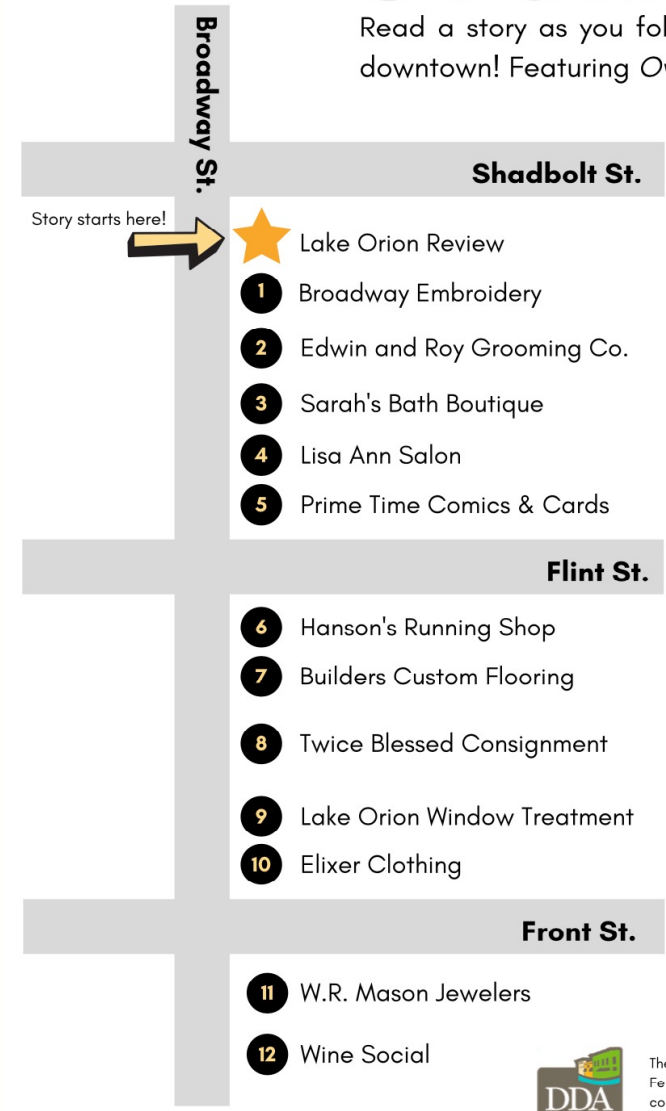 Read a story as you fol
downtown! Featuring
Broadway St.
Shadbolt St.
Story starts here!
Lake Orion Review
1 Broadway Embroidery
2 Edwin and Roy Grooming Co.
3 Sarah's Bath Boutique
4 Lisa Ann Salon
5 Prime Time Comics & Cards
Flint St.
6 Hanson's Running Shop
7 Builders Custom Flooring
8 Twice Blessed Consignment
9 Lake Orion Window Treatment
10 Elixer Clothing
Front St.
11 W.R. Mason Jewelers
12 Wine Social
DDA
The
Fe
co